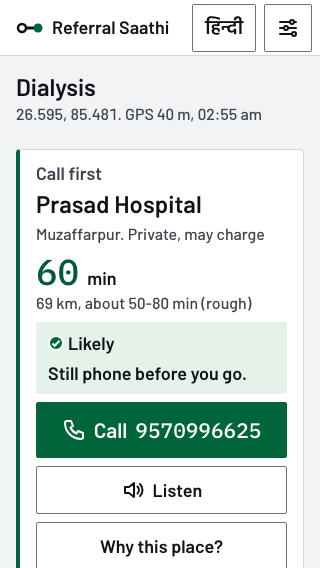 Referral Saathi
हिन्दी
Dialysis
26.595, 85.481. GPS 40 m, 02:55 am
Call first
Prasad Hospital
Muzaffarpur. Private, may charge
60 min
69 km, about 50-80 min (rough)
Likely
Still phone before you go.
Call 9570996625
Listen
Why this place?